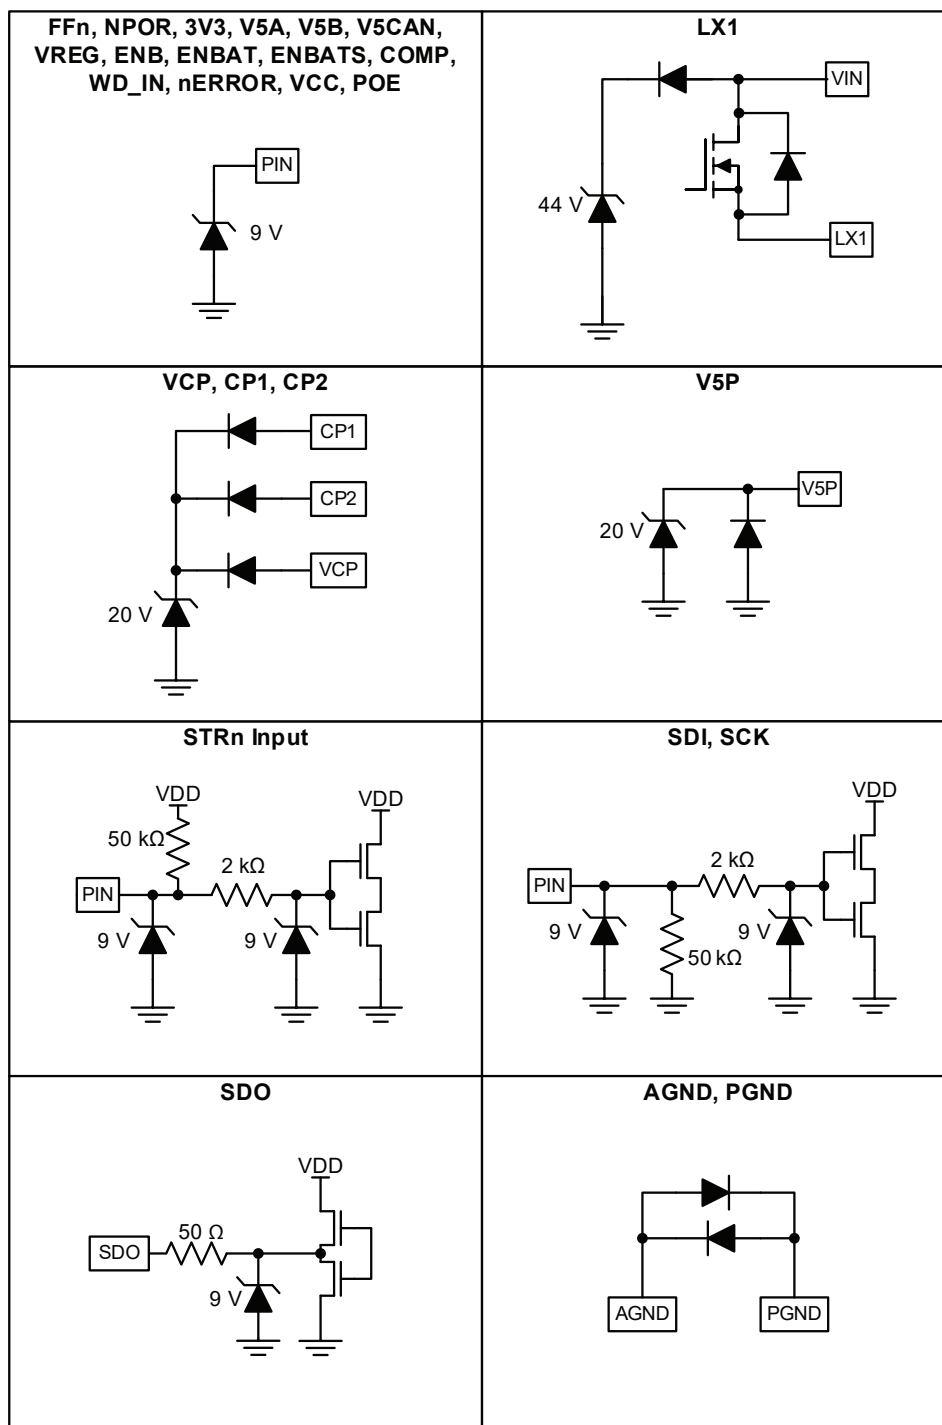 FFn, NPOR, 3V3, V5A, V5B, V5CAN,
VREG, ENB, ENBAT, ENBATS, COMP,
WD_IN, nERROR, VCC, POE
PIN
9 V
LX1
VIN
44 V
LX1
VCP, CP1, CP2
CP1
CP2
VCP
20 V
V5P
V5P
20 V
STRn Input
VDD
VDD
50 kΩ
2 kΩ
PIN
9 V
9 V
SDI, SCK
VDD
2 kΩ
PIN
9 V
9 V
50 kΩ
SDO
VDD
50 Ω
SDO
9 V
AGND, PGND
AGND
PGND